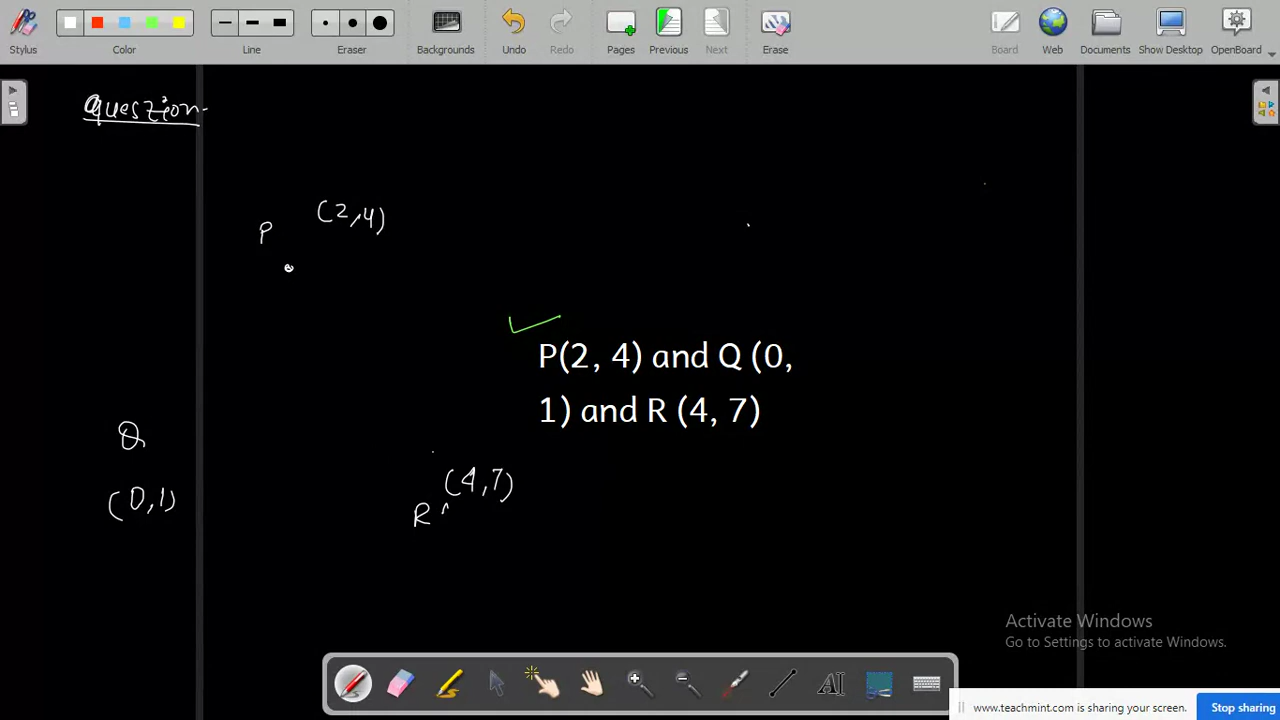 Stylus
Color
Line
Eraser
Backgrounds
Undo
Redo
Pages
Previous
Next
Erase
Board
Web
Documents
Show Desktop
OpenBoard
Question-
P (2,4)
P(2, 4) and Q (0,
1) and R (4, 7)
Q
(0,1)
(4,7)
R
Activate Windows
Go to Settings to activate Windows.
www.teachmint.com is sharing your screen.
Stop sharing